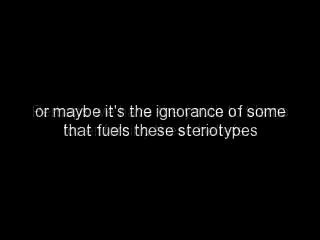 or maybe it's the ignorance of some
that fuels these steriotypes